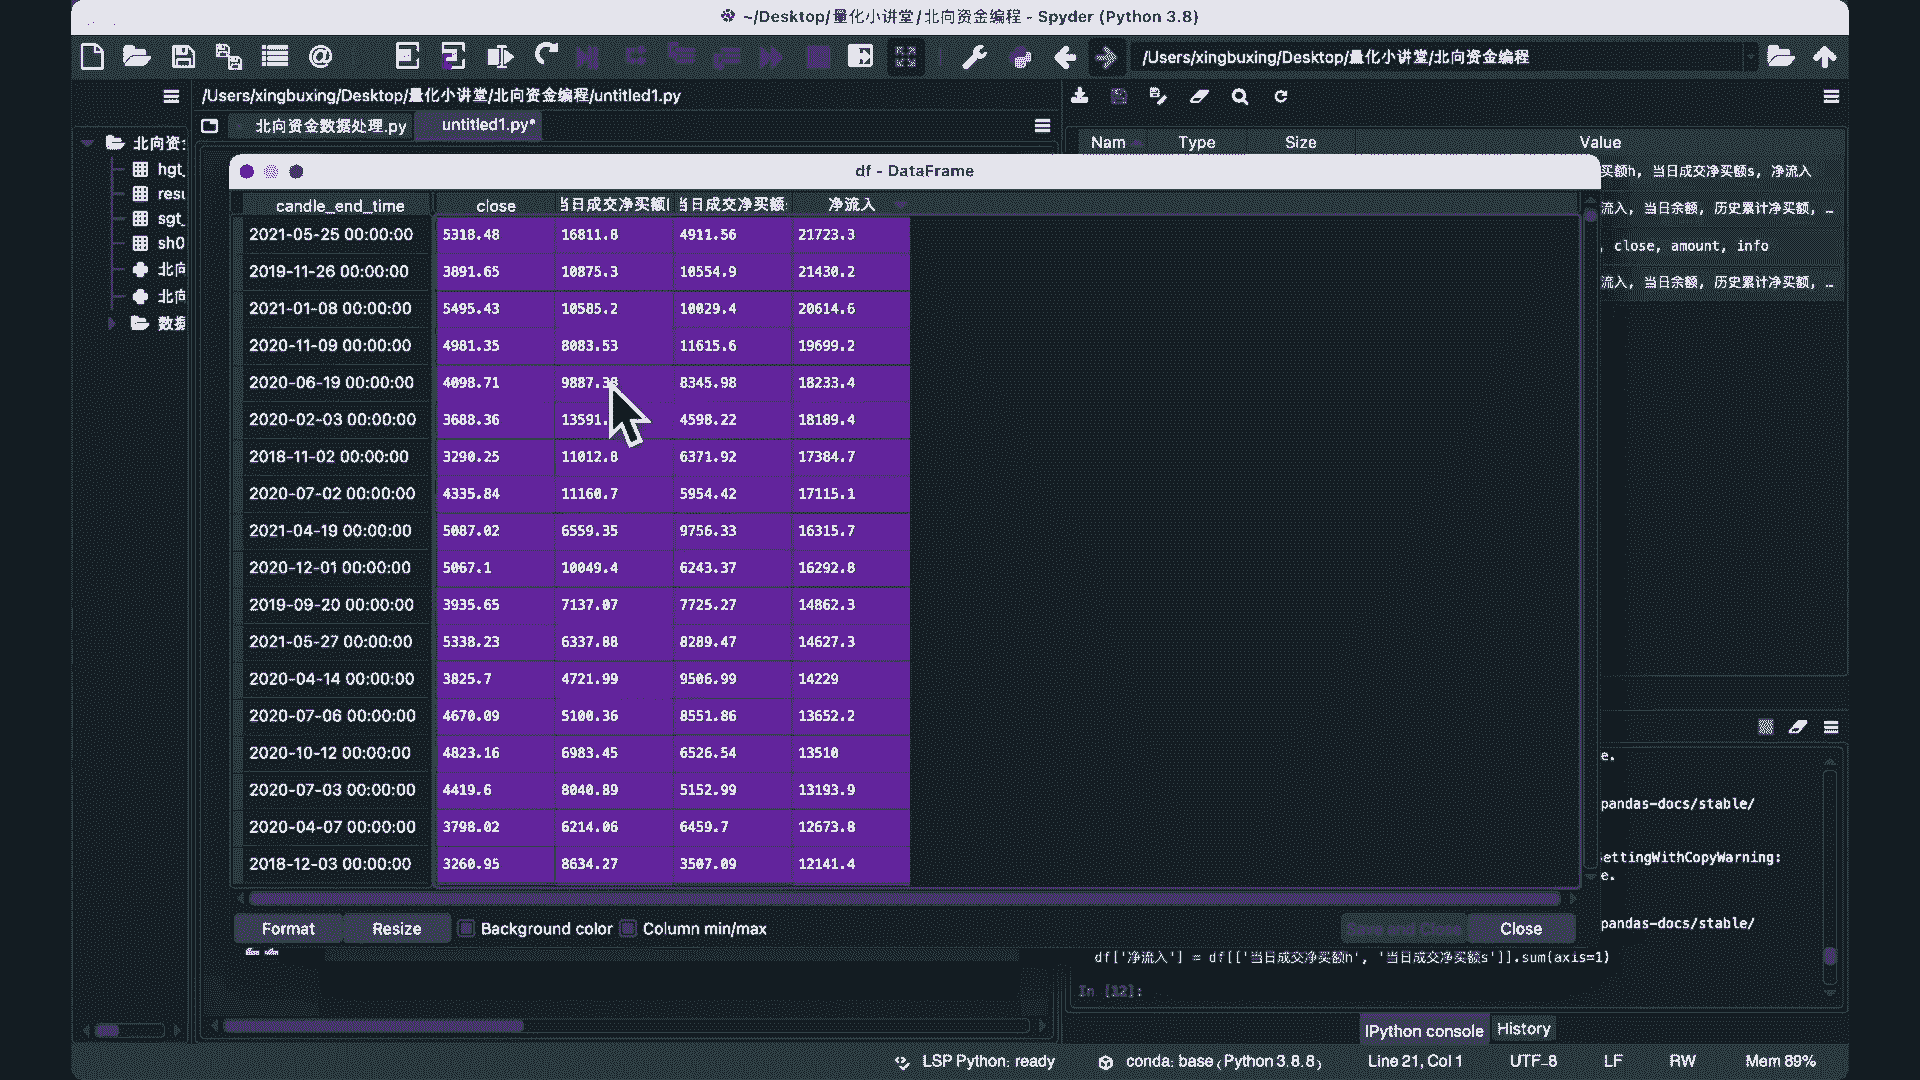 ~/Desktop/量化小讲堂/北向资金编程 - Spyder (Python 3.8)
/Users/xingbuxing/Desktop/量化小讲堂/北向资金编程
/Users/xingbuxing/Desktop/量化小讲堂/北向资金编程/untitled1.py
北向资金数据处理.py
untitled1.py*
北向资
hgt_
resu
sgt_
sh0
北向
北向
数据
Nam Type Size Value
买额h, 当日成交净买额s, 净流入
流入, 当日余额, 历史累计净买额, …
, close, amount, info
流入, 当日余额, 历史累计净买额, …
df - DataFrame
candle_end_time close 当日成交净买额 当日成交净买额 净流入
2021-05-25 00:00:00 5318.48 16811.8 4911.56 21723.3
2019-11-26 00:00:00 3891.65 10875.3 10554.9 21430.2
2021-01-08 00:00:00 5495.43 10585.2 10029.4 20614.6
2020-11-09 00:00:00 4981.35 8083.53 11615.6 19699.2
2020-06-19 00:00:00 4098.71 9887.38 8345.98 18233.4
2020-02-03 00:00:00 3688.36 13591. 4598.22 18189.4
2018-11-02 00:00:00 3290.25 11012.8 6371.92 17384.7
2020-07-02 00:00:00 4335.84 11160.7 5954.42 17115.1
2021-04-19 00:00:00 5087.02 6559.35 9756.33 16315.7
2020-12-01 00:00:00 5067.1 10049.4 6243.37 16292.8
2019-09-20 00:00:00 3935.65 7137.07 7725.27 14862.3
2021-05-27 00:00:00 5338.23 6337.88 8289.47 14627.3
2020-04-14 00:00:00 3825.7 4721.99 9506.99 14229
2020-07-06 00:00:00 4670.09 5100.36 8551.86 13652.2
2020-10-12 00:00:00 4823.16 6983.45 6526.54 13510
2020-07-03 00:00:00 4419.6 8040.89 5152.99 13193.9
2020-04-07 00:00:00 3798.02 6214.06 6459.7 12673.8
2018-12-03 00:00:00 3260.95 8634.27 3507.09 12141.4
Format Resize Background color Column min/max Save and Close Close
e.
pandas-docs/stable/
ettingWithCopyWarning:
e.
pandas-docs/stable/
df['净流入'] = df[['当日成交净买额h', '当日成交净买额s']].sum(axis=1)
In [12]:
IPython console History
LSP Python: ready conda: base (Python 3.8.8) Line 21, Col 1 UTF-8 LF RW Mem 89%